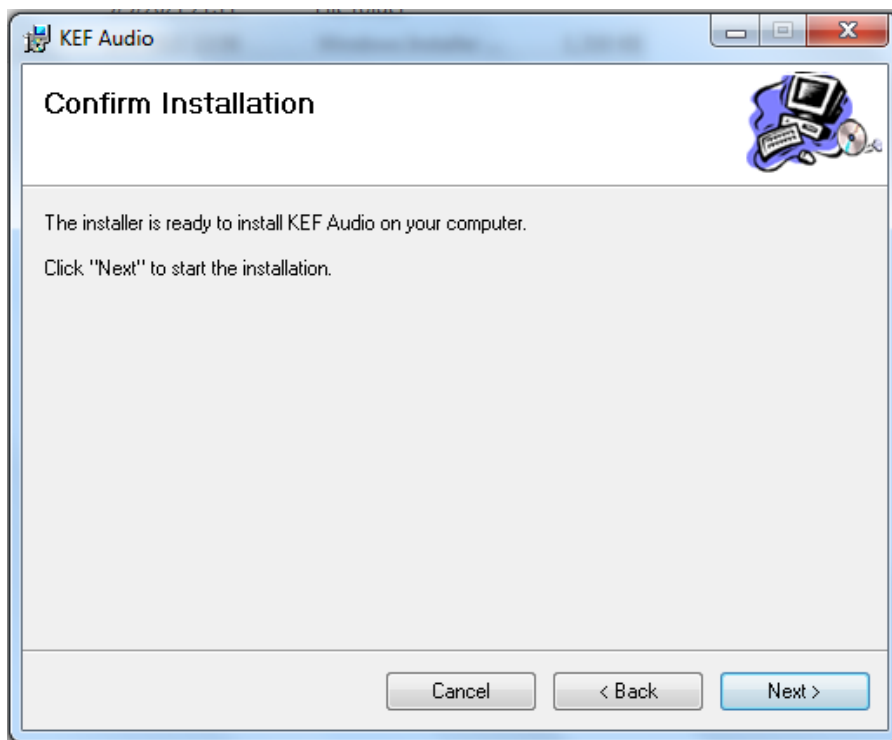 KEF Audio
Confirm Installation
The installer is ready to install KEF Audio on your computer.
Click "Next" to start the installation.
Cancel
< Back
Next >